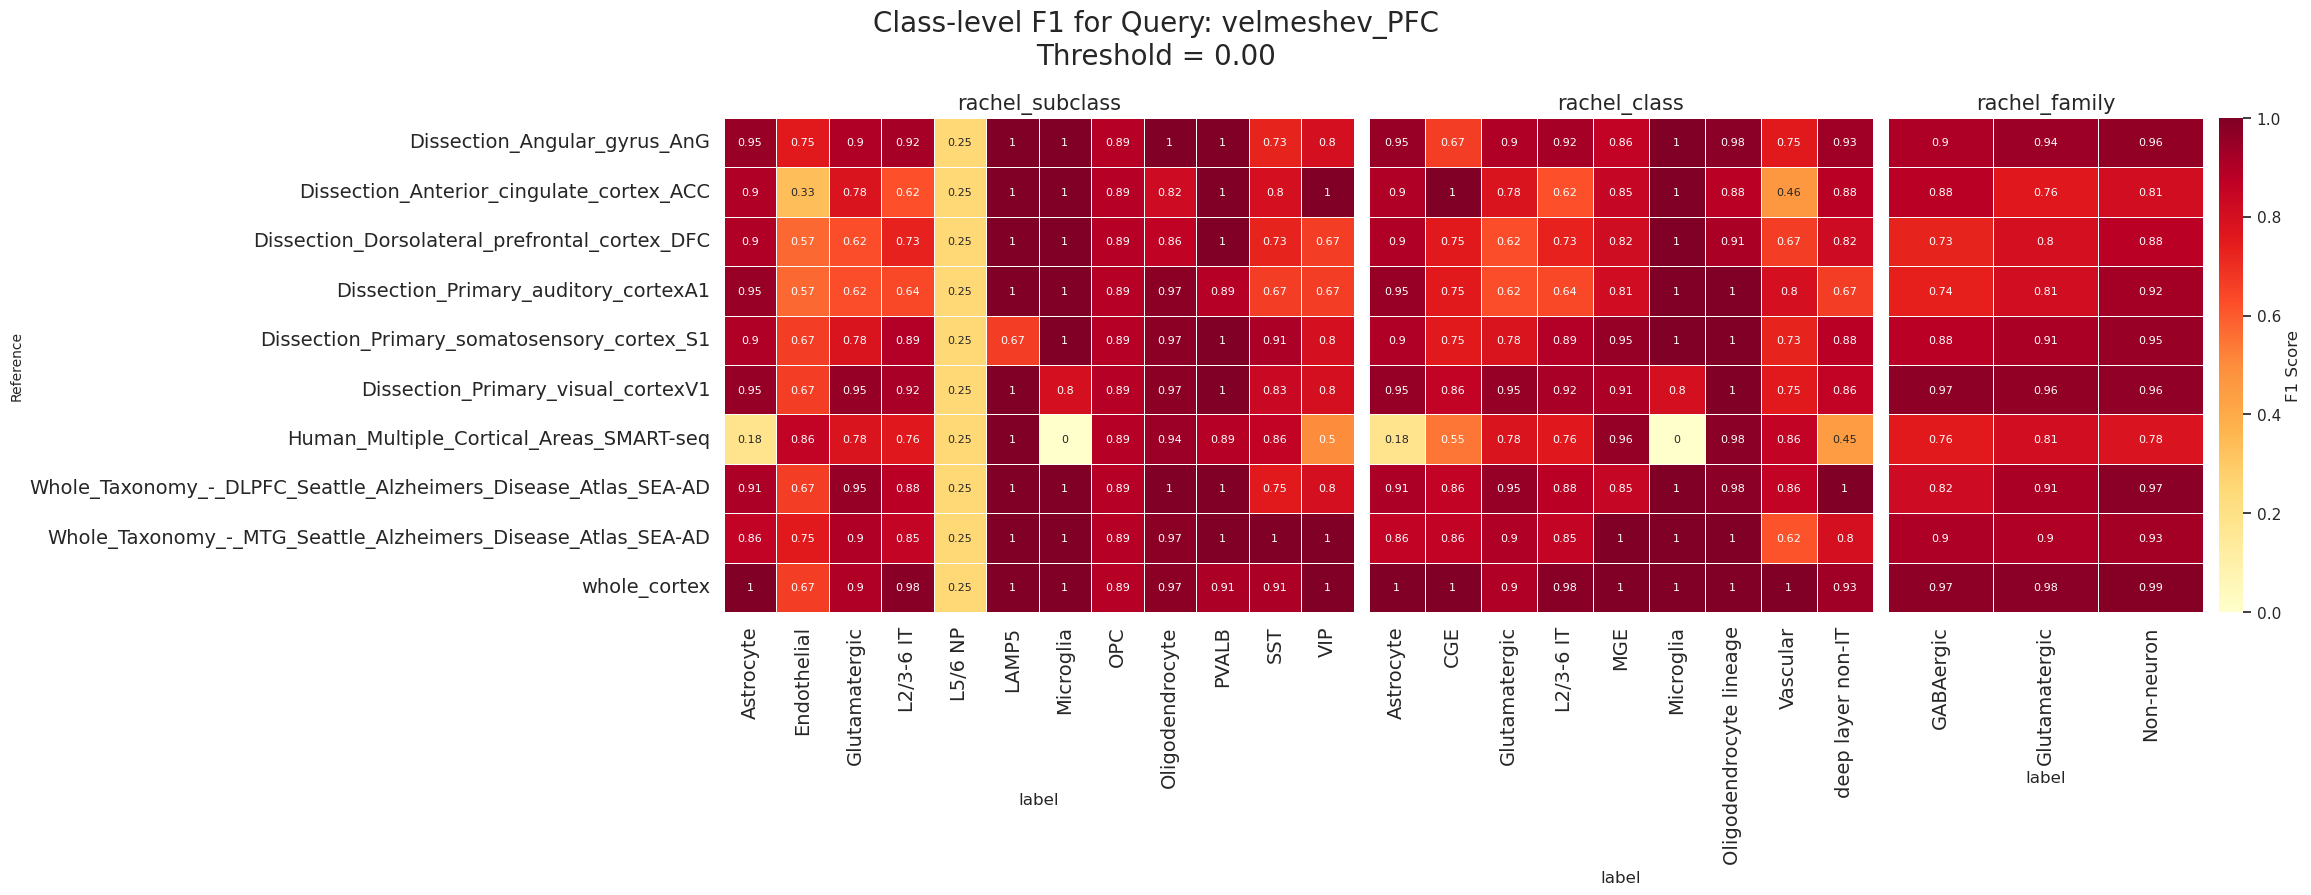 Class-level F1 for Query: velmeshev_PFC
Threshold = 0.00
rachel_subclass rachel_class rachel_family
Reference
Dissection_Angular_gyrus_AnG 0.95 0.75 0.9 0.92 0.25 1 1 0.89 1 1 0.73 0.8 0.95 0.67 0.9 0.92 0.86 1 0.98 0.75 0.93 0.9 0.94 0.96
Dissection_Anterior_cingulate_cortex_ACC 0.9 0.33 0.78 0.62 0.25 1 1 0.89 0.82 1 0.8 1 0.9 1 0.78 0.62 0.85 1 0.88 0.46 0.88 0.88 0.76 0.81
Dissection_Dorsolateral_prefrontal_cortex_DFC 0.9 0.57 0.62 0.73 0.25 1 1 0.89 0.86 1 0.73 0.67 0.9 0.75 0.62 0.73 0.82 1 0.91 0.67 0.82 0.73 0.8 0.88
Dissection_Primary_auditory_cortexA1 0.95 0.57 0.62 0.64 0.25 1 1 0.89 0.97 0.89 0.67 0.67 0.95 0.75 0.62 0.64 0.81 1 1 0.8 0.67 0.74 0.81 0.92
Dissection_Primary_somatosensory_cortex_S1 0.9 0.67 0.78 0.89 0.25 0.67 1 0.89 0.97 1 0.91 0.8 0.9 0.75 0.78 0.89 0.95 1 1 0.73 0.88 0.88 0.91 0.95
Dissection_Primary_visual_cortexV1 0.95 0.67 0.95 0.92 0.25 1 0.8 0.89 0.97 1 0.83 0.8 0.95 0.86 0.95 0.92 0.91 0.8 1 0.75 0.86 0.97 0.96 0.96
Human_Multiple_Cortical_Areas_SMART-seq 0.18 0.86 0.78 0.76 0.25 1 0 0.89 0.94 0.89 0.86 0.5 0.18 0.55 0.78 0.76 0.96 0 0.98 0.86 0.45 0.76 0.81 0.78
Whole_Taxonomy_-_DLPFC_Seattle_Alzheimers_Disease_Atlas_SEA-AD 0.91 0.67 0.95 0.88 0.25 1 1 0.89 1 1 0.75 0.8 0.91 0.86 0.95 0.88 0.85 1 0.98 0.86 1 0.82 0.91 0.97
Whole_Taxonomy_-_MTG_Seattle_Alzheimers_Disease_Atlas_SEA-AD 0.86 0.75 0.9 0.85 0.25 1 1 0.89 0.97 1 1 1 0.86 0.86 0.9 0.85 1 1 1 0.62 0.8 0.9 0.9 0.93
whole_cortex 1 0.67 0.9 0.98 0.25 1 1 0.89 0.97 0.91 0.91 1 1 1 0.9 0.98 1 1 1 1 0.93 0.97 0.98 0.99
Astrocyte Endothelial Glutamatergic L2/3-6 IT L5/6 NP LAMP5 Microglia OPC Oligodendrocyte PVALB SST VIP
label
Astrocyte CGE Glutamatergic L2/3-6 IT MGE Microglia Oligodendrocyte lineage Vascular deep layer non-IT
label
GABAergic Glutamatergic Non-neuron
label
1.0
0.8
0.6
0.4
0.2
0.0
F1 Score